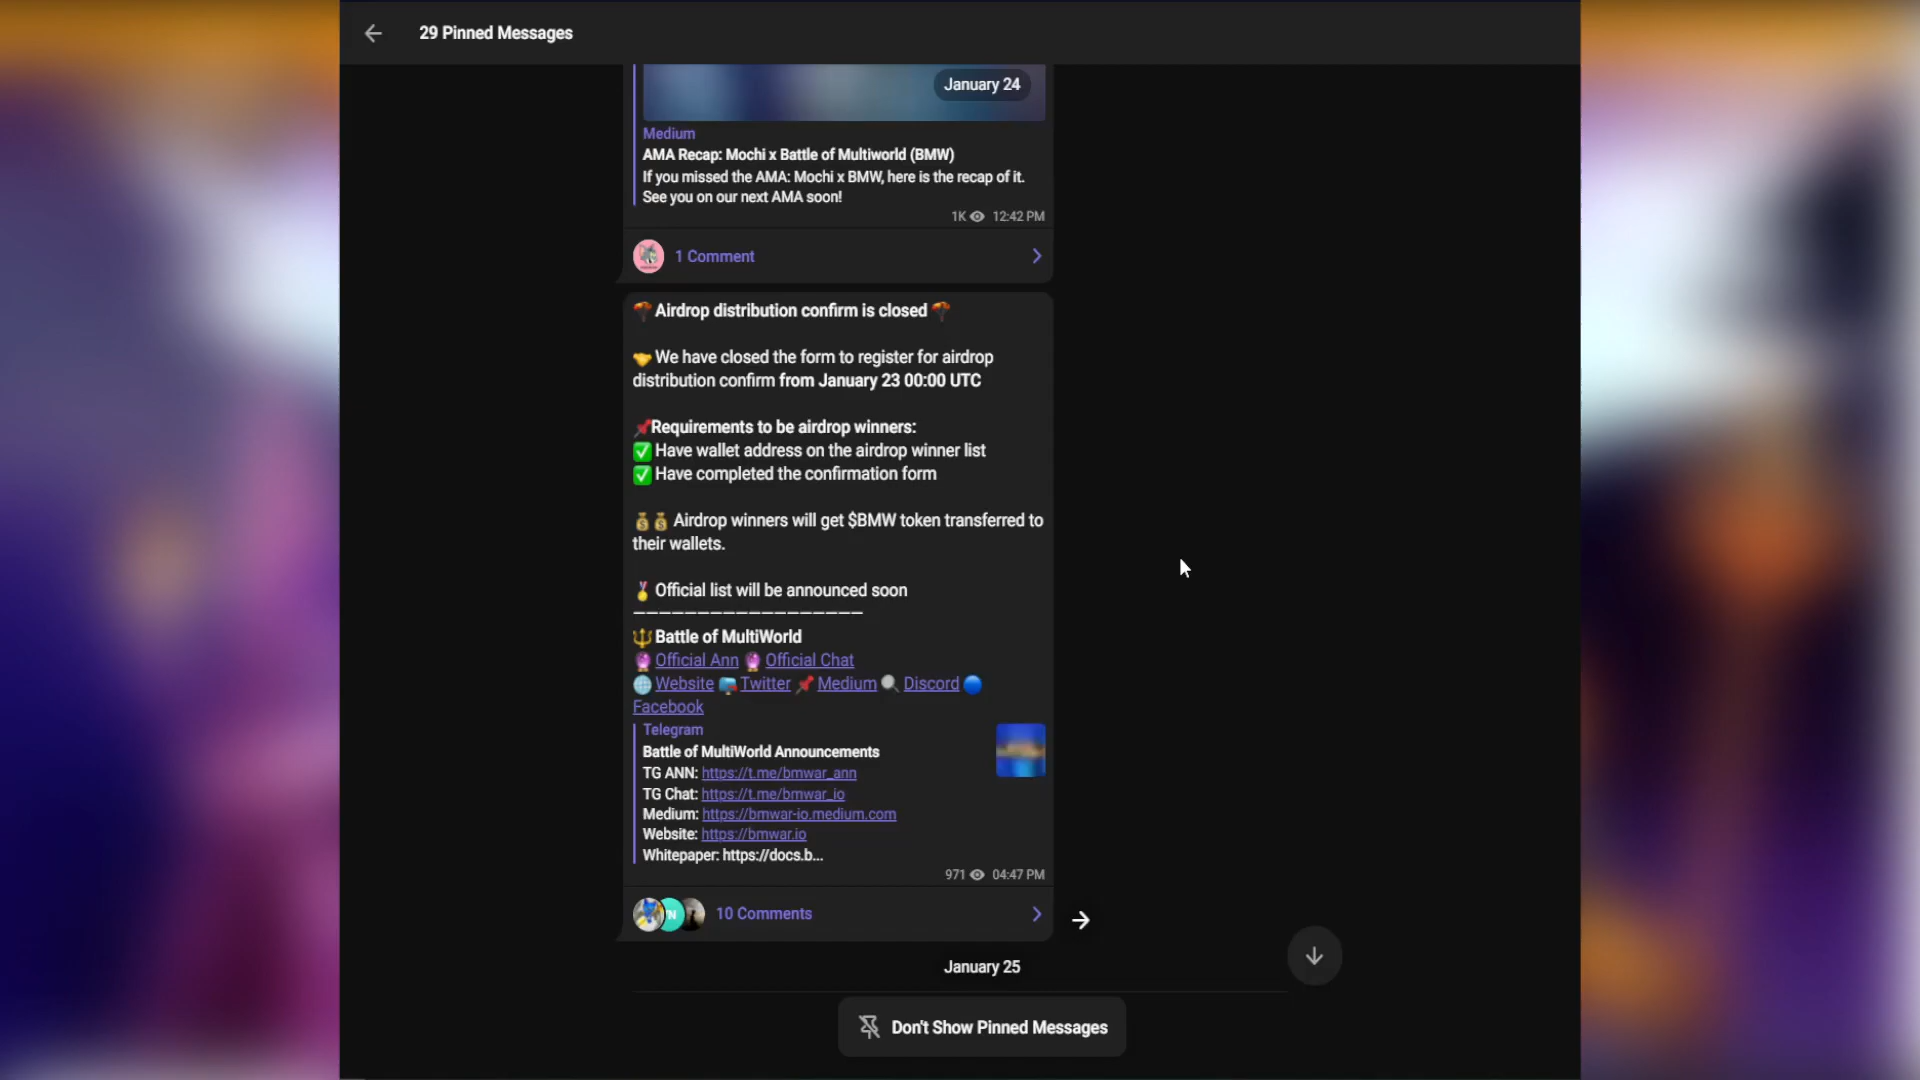 29 Pinned Messages
January 24
Medium
AMA Recap: Mochi x Battle of Multiworld (BMW)
If you missed the AMA: Mochi x BMW, here is the recap of it.
See you on our next AMA soon!
1K 12:42 PM
1 Comment
Airdrop distribution confirm is closed
We have closed the form to register for airdrop
distribution confirm from January 23 00:00 UTC
Requirements to be airdrop winners:
Have wallet address on the airdrop winner list
Have completed the confirmation form
Airdrop winners will get $BMW token transferred to
their wallets.
Official list will be announced soon
—————————————————
Battle of MultiWorld
Official Ann Official Chat
Website Twitter Medium Discord
Facebook
Telegram
Battle of MultiWorld Announcements
TG ANN: https://t.me/bmwar_ann
TG Chat: https://t.me/bmwar_io
Medium: https://bmwar-io.medium.com
Website: https://bmwar.io
Whitepaper: https://docs.b...
971 04:47 PM
10 Comments
January 25
Don't Show Pinned Messages